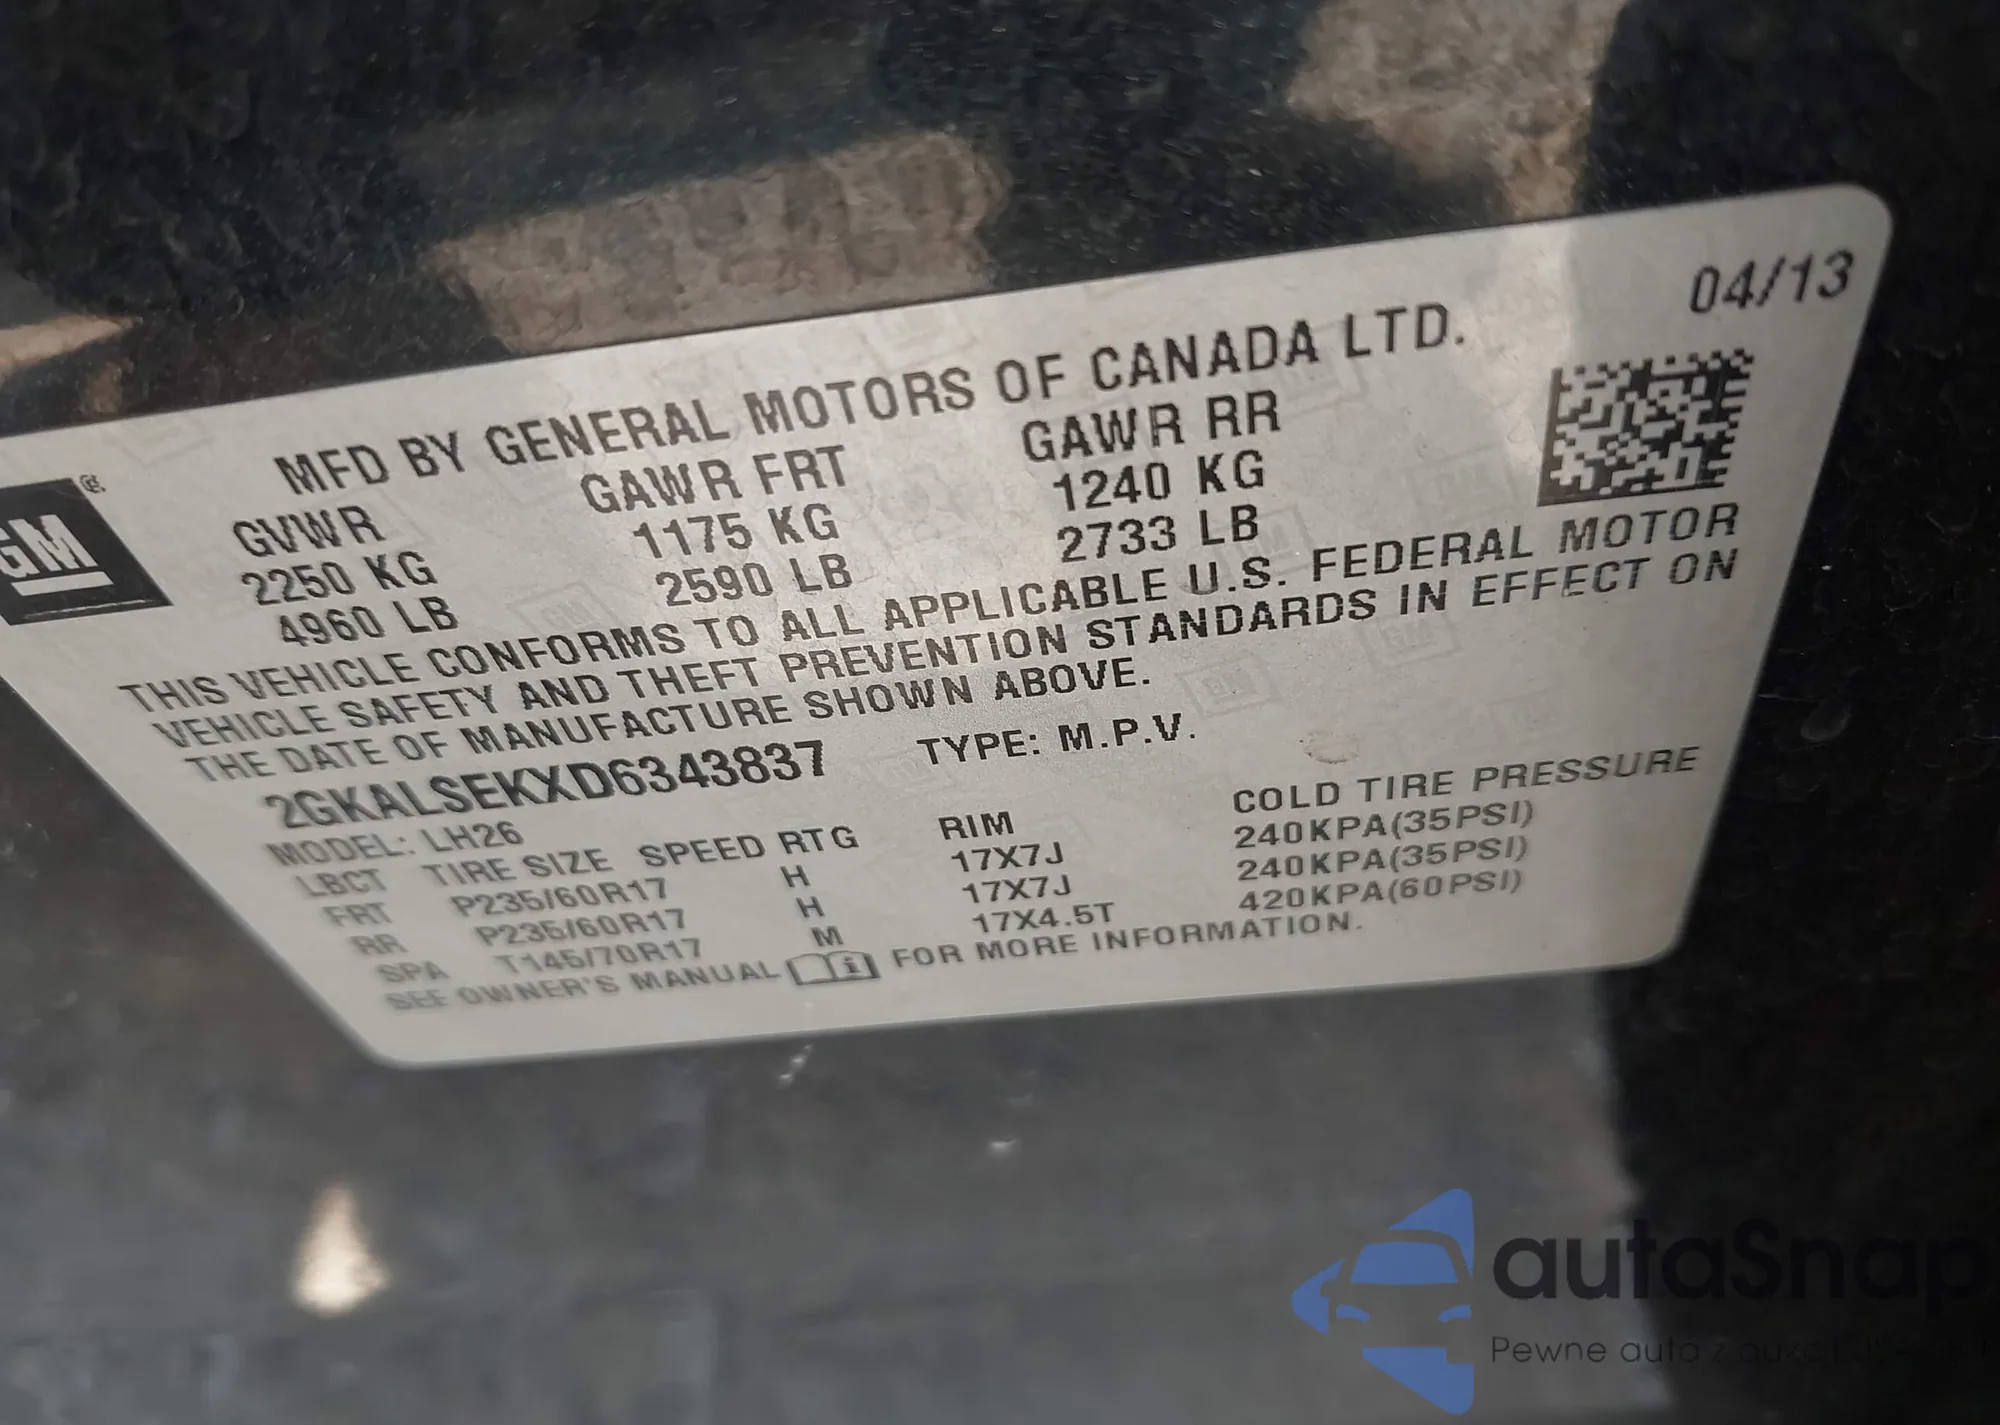 04/13
MFD BY GENERAL MOTORS OF CANADA LTD.
GM
GVWR GAWR FRT GAWR RR
2250 KG 1175 KG 1240 KG
4960 LB 2590 LB 2733 LB
THIS VEHICLE CONFORMS TO ALL APPLICABLE U.S. FEDERAL MOTOR
VEHICLE SAFETY AND THEFT PREVENTION STANDARDS IN EFFECT ON
THE DATE OF MANUFACTURE SHOWN ABOVE.
2GKALSEKXD6343837 TYPE: M.P.V.
MODEL: LH26
LBCT TIRE SIZE SPEED RTG RIM COLD TIRE PRESSURE
FRT P235/60R17 H 17X7J 240KPA(35PSI)
RR P235/60R17 H 17X7J 240KPA(35PSI)
SPA T145/70R17 M 17X4.5T 420KPA(60PSI)
SEE OWNER'S MANUAL FOR MORE INFORMATION.
autaSnap
Pewne auto z